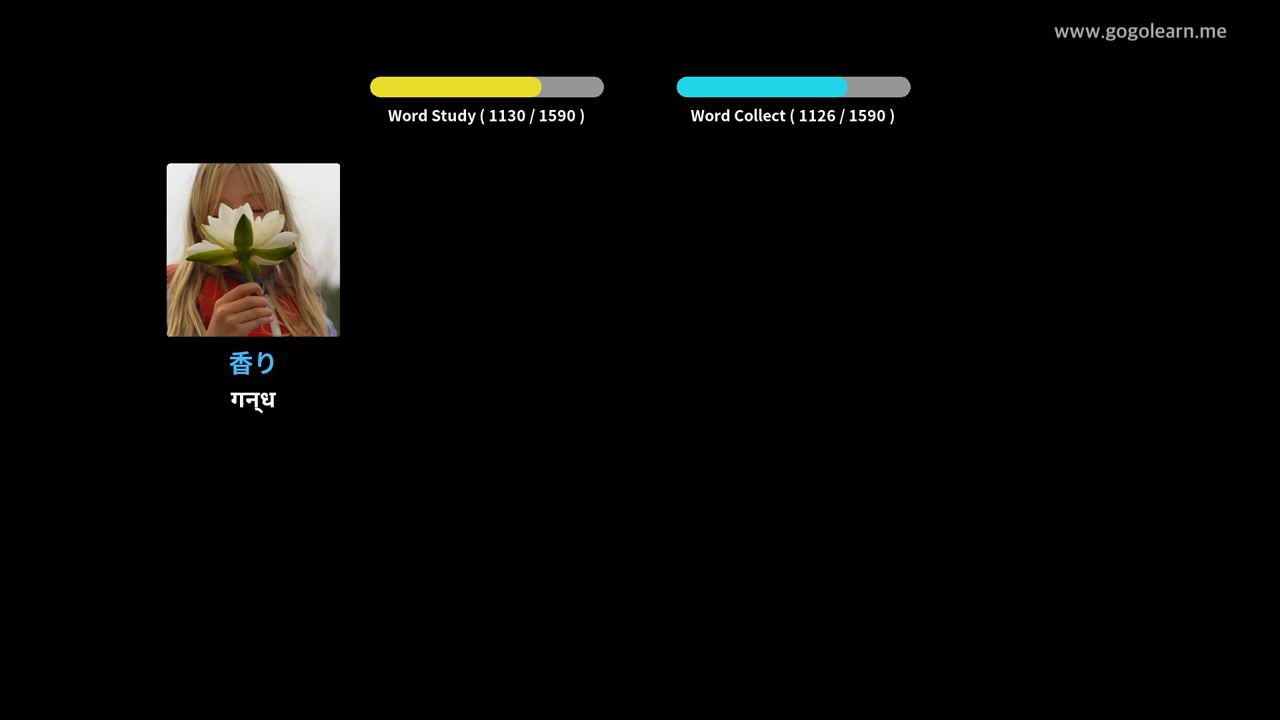 www.gogolearn.me
Word Study ( 1130 / 1590 )
Word Collect ( 1126 / 1590 )
香り
गन्ध